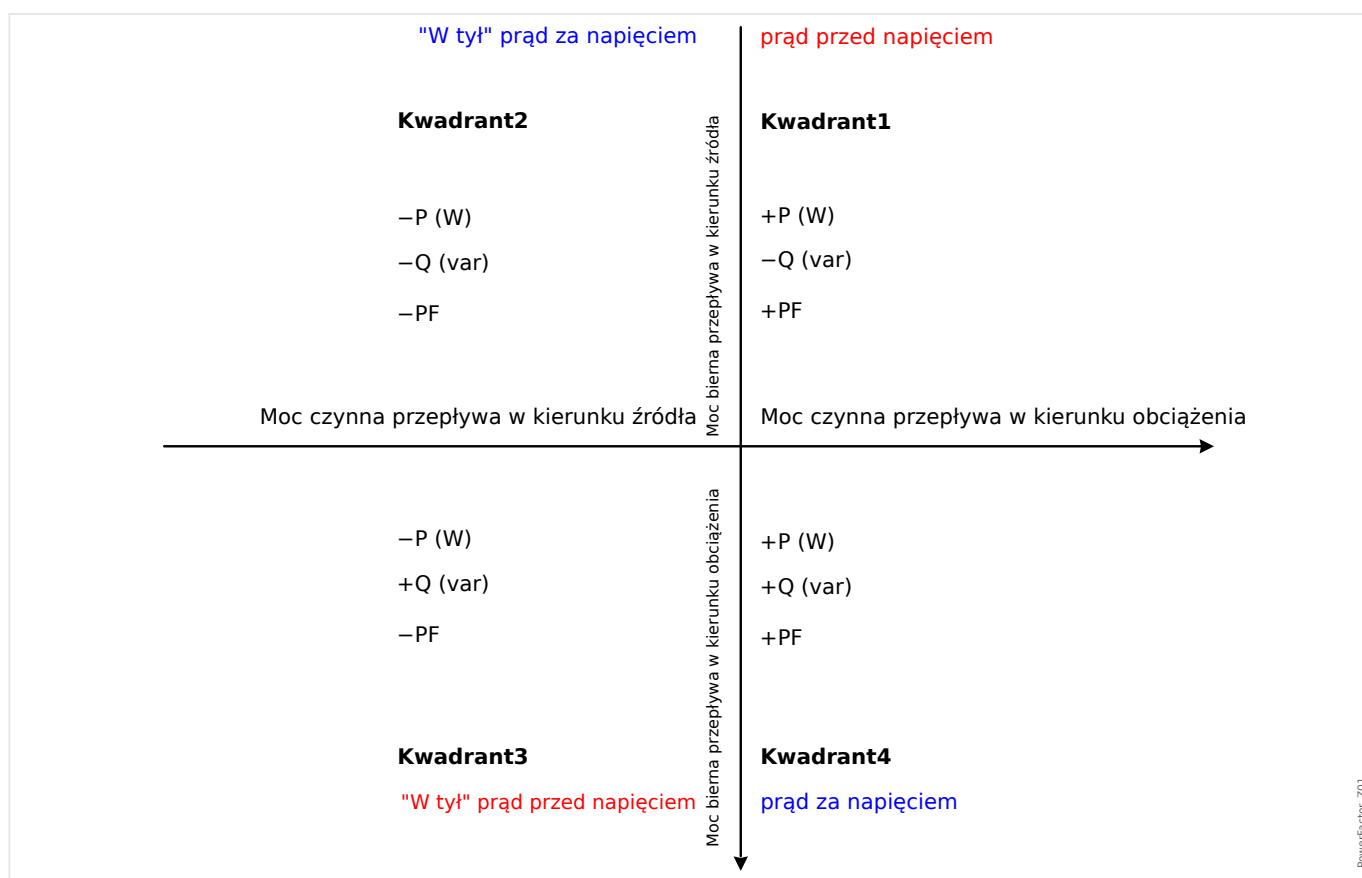 "W tył" prąd za napięciem
prąd przed napięciem
Kwadrant2
Kwadrant1
−P (W)
−Q (var)
−PF
+P (W)
−Q (var)
+PF
Moc bierna przepływa w kierunku źródła
Moc czynna przepływa w kierunku źródła
Moc czynna przepływa w kierunku obciążenia
Moc bierna przepływa w kierunku obciążenia
−P (W)
+Q (var)
−PF
+P (W)
+Q (var)
+PF
Kwadrant3
Kwadrant4
"W tył" prąd przed napięciem
prąd za napięciem
PowerFactor_Z01